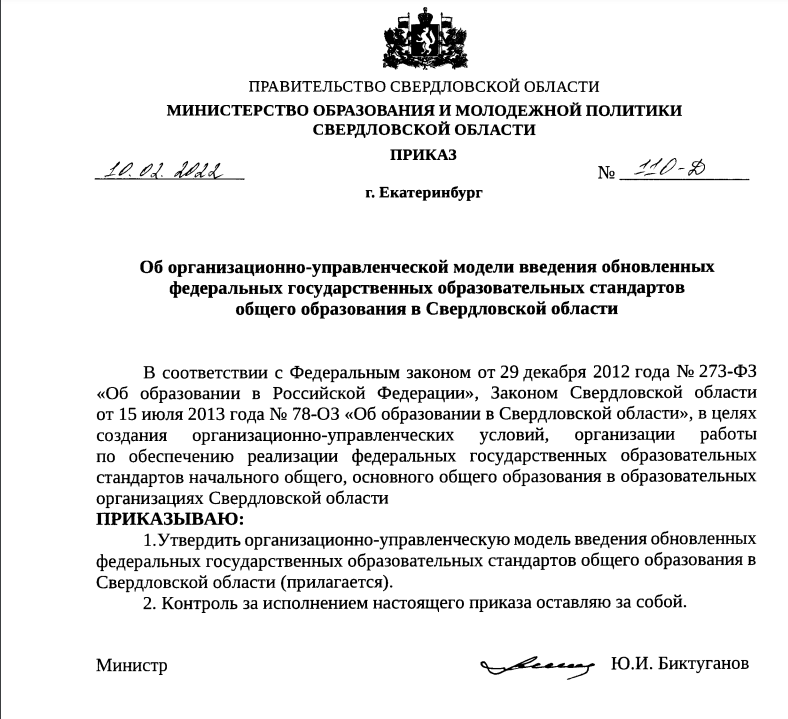 ПРАВИТЕЛЬСТВО СВЕРДЛОВСКОЙ ОБЛАСТИ
МИНИСТЕРСТВО ОБРАЗОВАНИЯ И МОЛОДЕЖНОЙ ПОЛИТИКИ
СВЕРДЛОВСКОЙ ОБЛАСТИ
ПРИКАЗ
10.02.2022 № 110-Д
г. Екатеринбург
Об организационно-управленческой модели введения обновленных
федеральных государственных образовательных стандартов
общего образования в Свердловской области
В соответствии с Федеральным законом от 29 декабря 2012 года № 273-ФЗ
«Об образовании в Российской Федерации», Законом Свердловской области
от 15 июля 2013 года № 78-ОЗ «Об образовании в Свердловской области», в целях
создания организационно-управленческих условий, организации работы
по обеспечению реализации федеральных государственных образовательных
стандартов начального общего, основного общего образования в образовательных
организациях Свердловской области
ПРИКАЗЫВАЮ:
1.Утвердить организационно-управленческую модель введения обновленных
федеральных государственных образовательных стандартов общего образования в
Свердловской области (прилагается).
2. Контроль за исполнением настоящего приказа оставляю за собой.
Министр Ю.И. Биктуганов